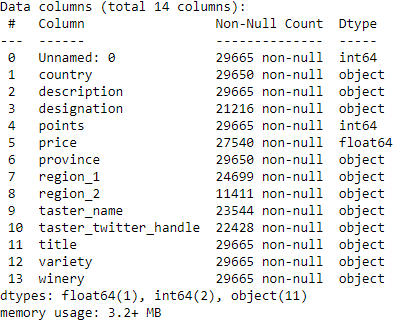 Data columns (total 14 columns):
 #   Column                 Non-Null Count  Dtype
---  ------                 --------------  -----
 0   Unnamed: 0             29665 non-null  int64
 1   country                29650 non-null  object
 2   description            29665 non-null  object
 3   designation            21216 non-null  object
 4   points                 29665 non-null  int64
 5   price                  27540 non-null  float64
 6   province               29650 non-null  object
 7   region_1               24699 non-null  object
 8   region_2               11411 non-null  object
 9   taster_name            23544 non-null  object
 10  taster_twitter_handle  22428 non-null  object
 11  title                  29665 non-null  object
 12  variety                29665 non-null  object
 13  winery                 29665 non-null  object
dtypes: float64(1), int64(2), object(11)
memory usage: 3.2+ MB